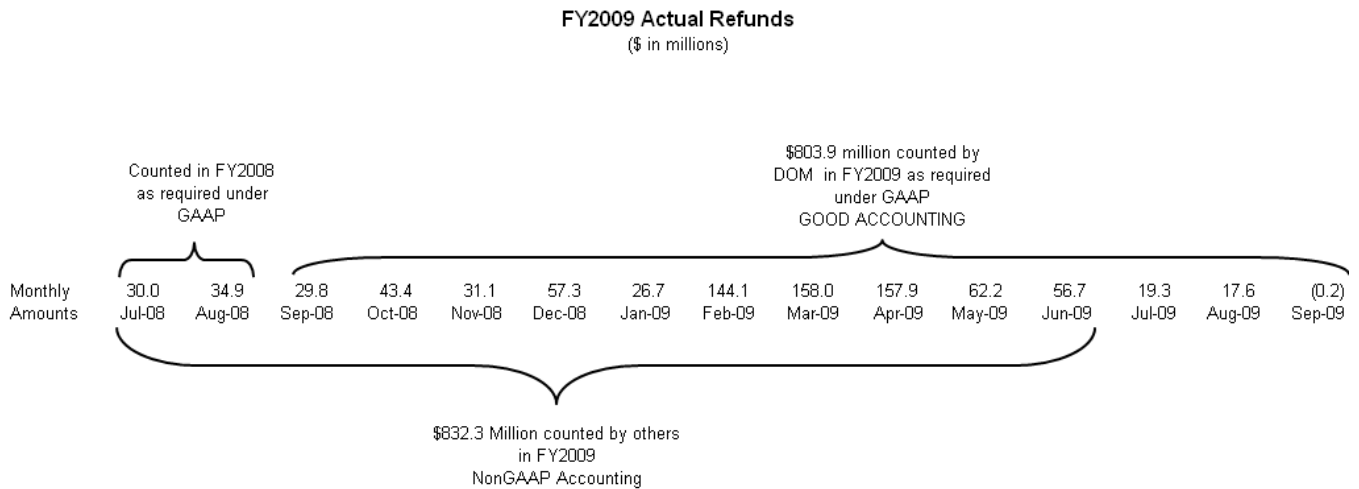 FY2009 Actual Refunds
($ in millions)
Counted in FY2008
as required under
GAAP
$803.9 million counted by
DOM in FY2009 as required
under GAAP
GOOD ACCOUNTING
Monthly 30.0 34.9 29.8 43.4 31.1 57.3 26.7 144.1 158.0 157.9 62.2 56.7 19.3 17.6 (0.2)
Amounts Jul-08 Aug-08 Sep-08 Oct-08 Nov-08 Dec-08 Jan-09 Feb-09 Mar-09 Apr-09 May-09 Jun-09 Jul-09 Aug-09 Sep-09
$832.3 Million counted by others
in FY2009
NonGAAP Accounting